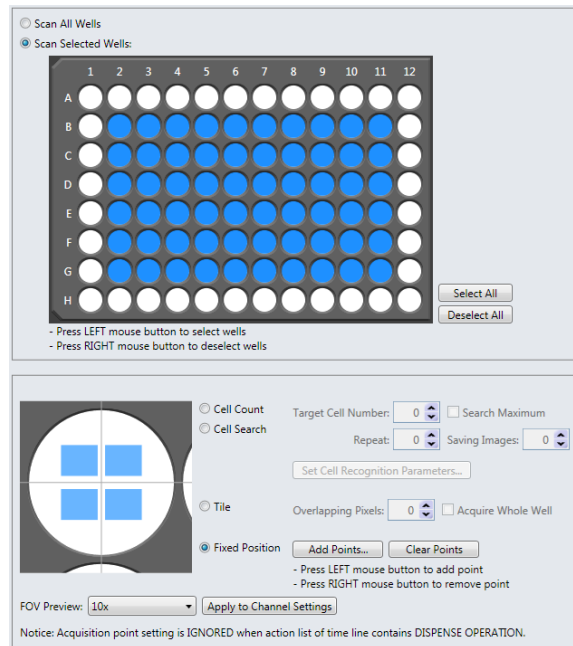 Scan All Wells
Scan Selected Wells:
1 2 3 4 5 6 7 8 9 10 11 12
A
B
C
D
E
F
G
H
Select All
Deselect All
- Press LEFT mouse button to select wells
- Press RIGHT mouse button to deselect wells
Cell Count
Target Cell Number: 0 Search Maximum
Cell Search
Repeat: 0 Saving Images: 0
Set Cell Recognition Parameters...
Tile
Overlapping Pixels: 0 Acquire Whole Well
Fixed Position Add Points... Clear Points
- Press LEFT mouse button to add point
- Press RIGHT mouse button to remove point
FOV Preview: 10x Apply to Channel Settings
Notice: Acquisition point setting is IGNORED when action list of time line contains DISPENSE OPERATION.